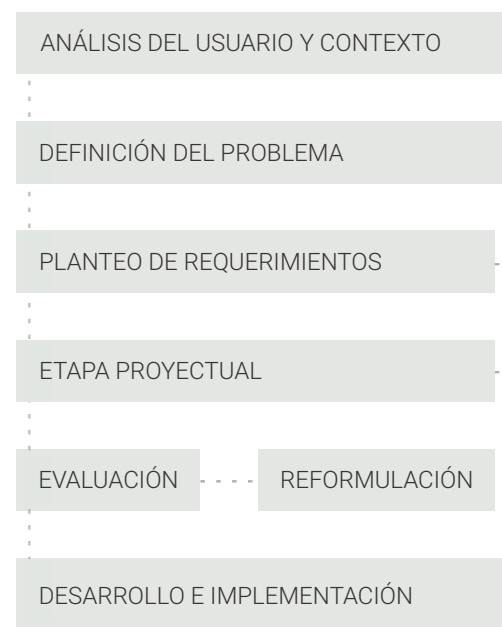 ANÁLISIS DEL USUARIO Y CONTEXTO
DEFINICIÓN DEL PROBLEMA
PLANTEO DE REQUERIMIENTOS
ETAPA PROYECTUAL
EVALUACIÓN
REFORMULACIÓN
DESARROLLO E IMPLEMENTACIÓN